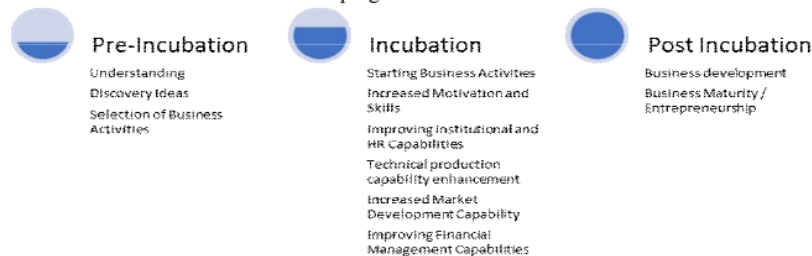 Pre-Incubation
Understanding
Discovery Ideas
Selection of Business
Activities
Incubation
Starting Business Activities
Increased Motivation and
Skills
Improving Institutional and
HR Capabilities
Technical production
capability enhancement
Increased Market
Development Capability
Improving Financial
Management Capabilities
Post Incubation
Business development
Business Maturity /
Entrepreneurship